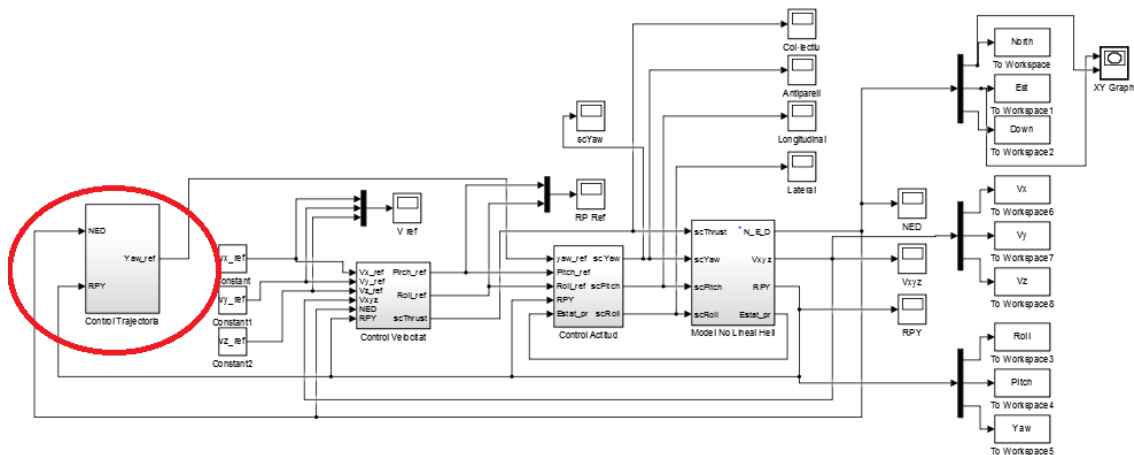 Col·lectiu
Antiparell
Longitudinal
Lateral
scYaw
RP Ref
V ref
North
To Workspace
Est
To Workspace1
Down
To Workspace2
XY Graph
NED
Yaw_ref
RPY
Control Trajectoria
vx_ref
Constant
vy_ref
Constant1
vz_ref
Constant2
Vx_ref
Vy_ref
Vz_ref
Vxyz
NED
RPY
Pitch_ref
Roll_ref
scThrust
Control Velocitat
yaw_ref
Pitch_ref
Roll_ref
RPY
Estat_or
scYaw
scPitch
scRoll
Control Actitud
scThrust
scYaw
scPitch
scRoll
N_E_D
Vxyz
RPY
Estat_or
Model No Lineal Heli
NED
Vxyz
RPY
Vx
To Workspace6
Vy
To Workspace7
Vz
To Workspace8
Roll
To Workspace3
Pitch
To Workspace4
Yaw
To Workspace5